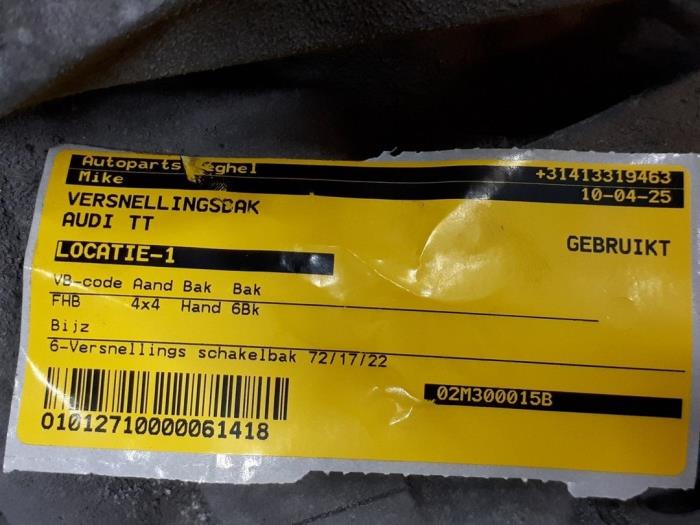 Autoparts eghel +31413319463
Mike 10-04-25
VERSNELLINGSBAK
AUDI TT
GEBRUIKT
LOCATIE-1
VB-code Aand Bak Bak
FHB 4x4 Hand 6Bk
Bijz
6-Versnellings schakelbak 72/17/22
02M300015B
01012710000061418